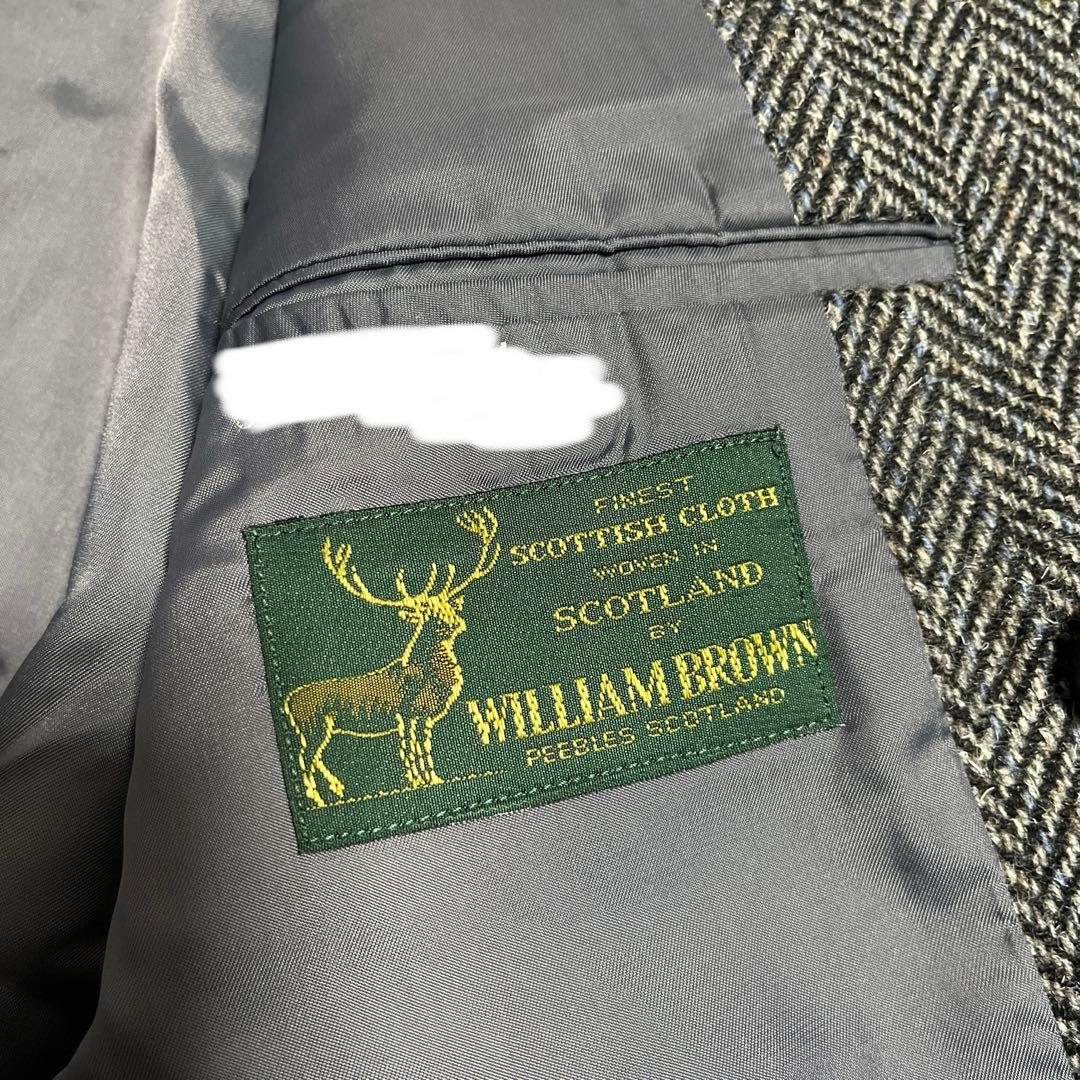 FINEST
SCOTTISH CLOTH
WOVEN IN
SCOTLAND
BY
WILLIAM BROWN
PEEBLES SCOTLAND